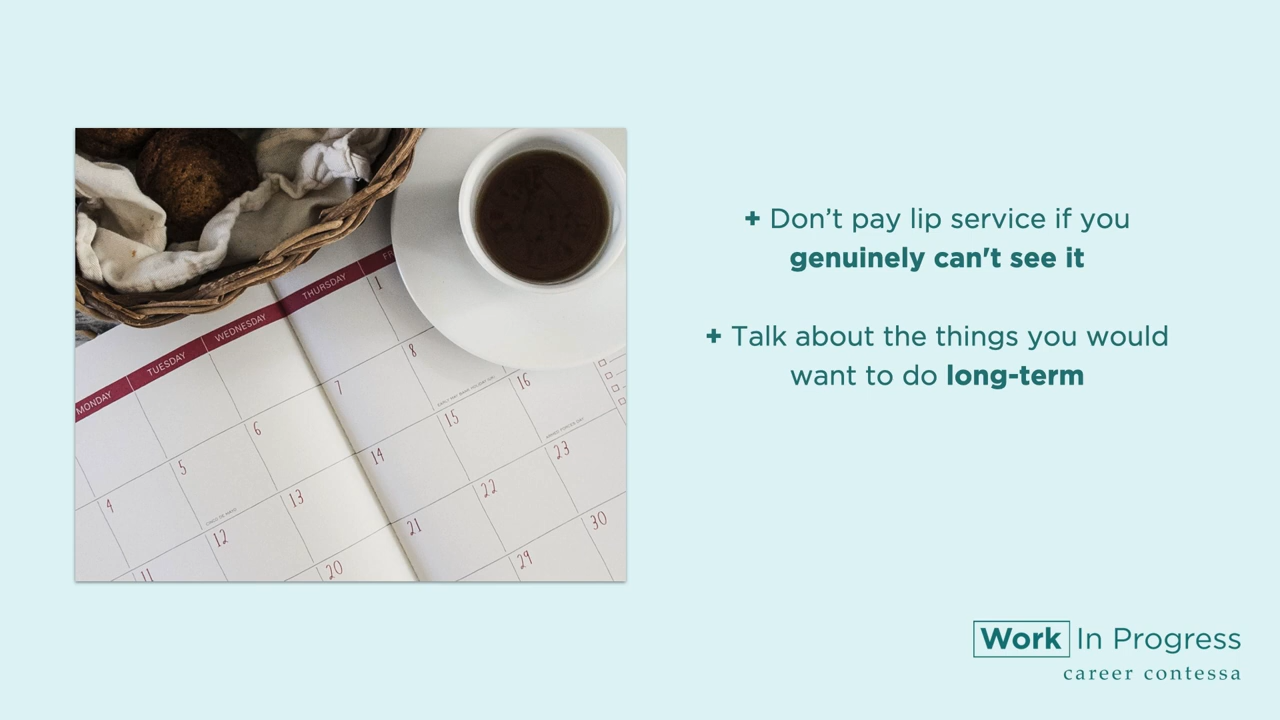 + Don’t pay lip service if you
genuinely can't see it
+ Talk about the things you would
want to do long-term
MONDAY
TUESDAY
WEDNESDAY
THURSDAY
FR
1
4
5
6
7
8
11
12
13
14
15
16
20
21
22
23
29
30
Work In Progress
career contessa